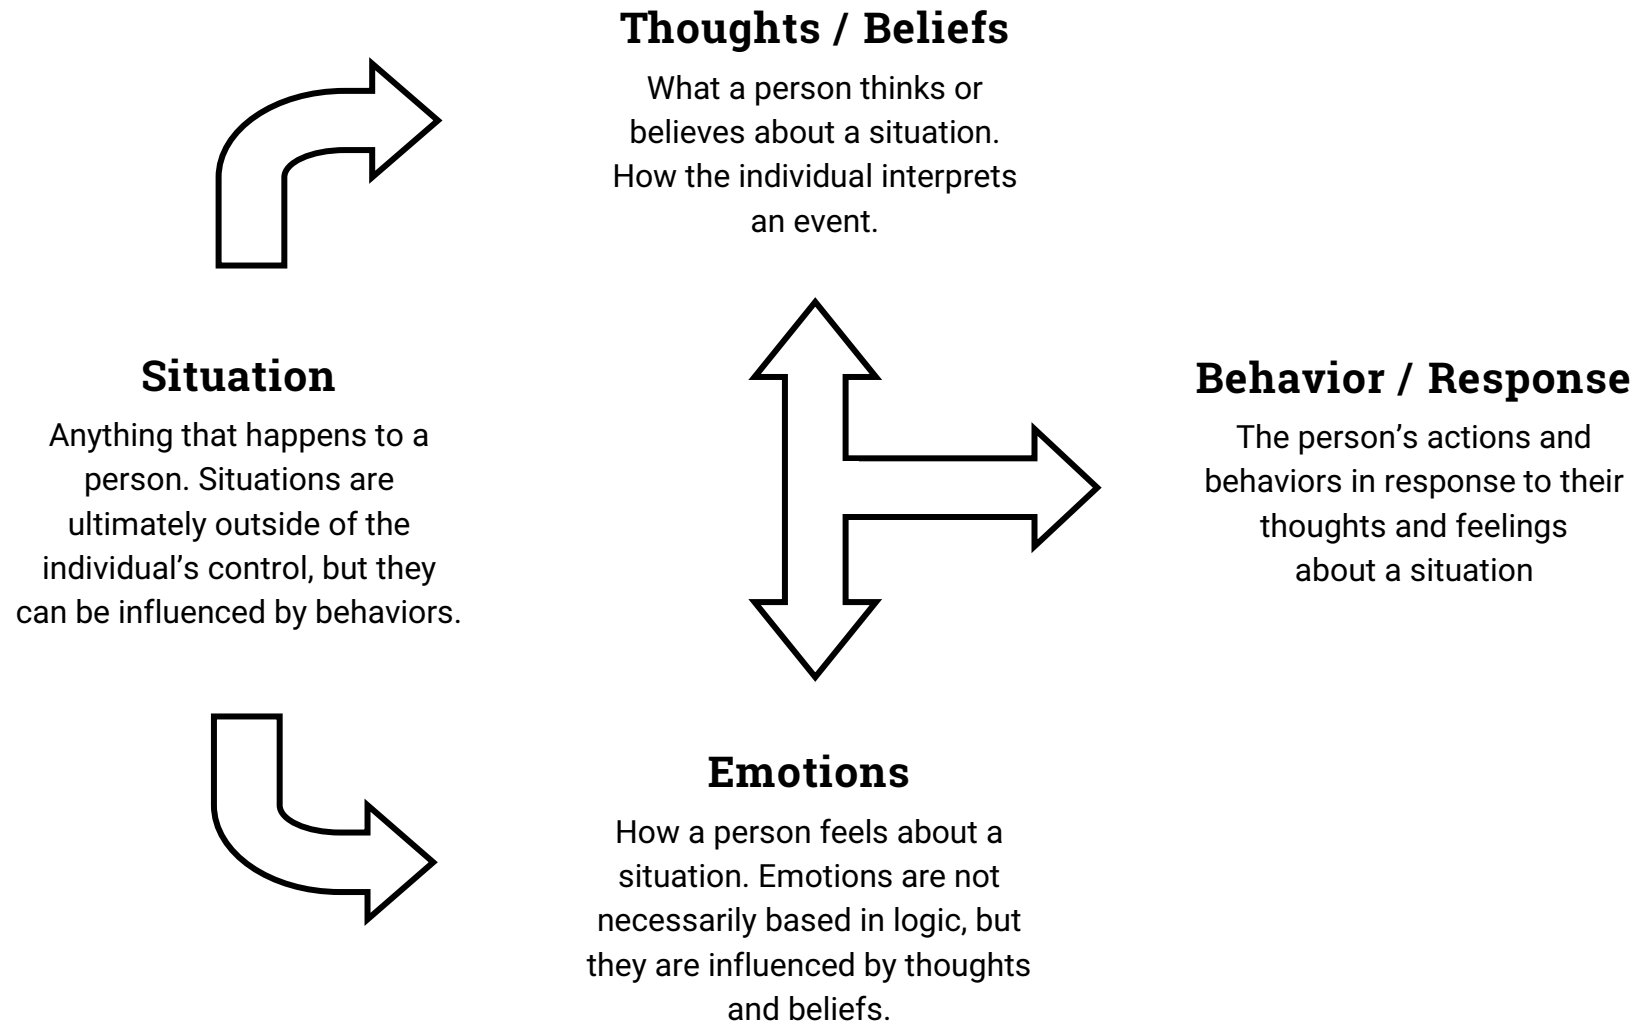 Thoughts / Beliefs
What a person thinks or
believes about a situation.
How the individual interprets
an event.
Situation
Anything that happens to a
person. Situations are
ultimately outside of the
individual’s control, but they
can be influenced by behaviors.
Behavior / Response
The person’s actions and
behaviors in response to their
thoughts and feelings
about a situation
Emotions
How a person feels about a
situation. Emotions are not
necessarily based in logic, but
they are influenced by thoughts
and beliefs.